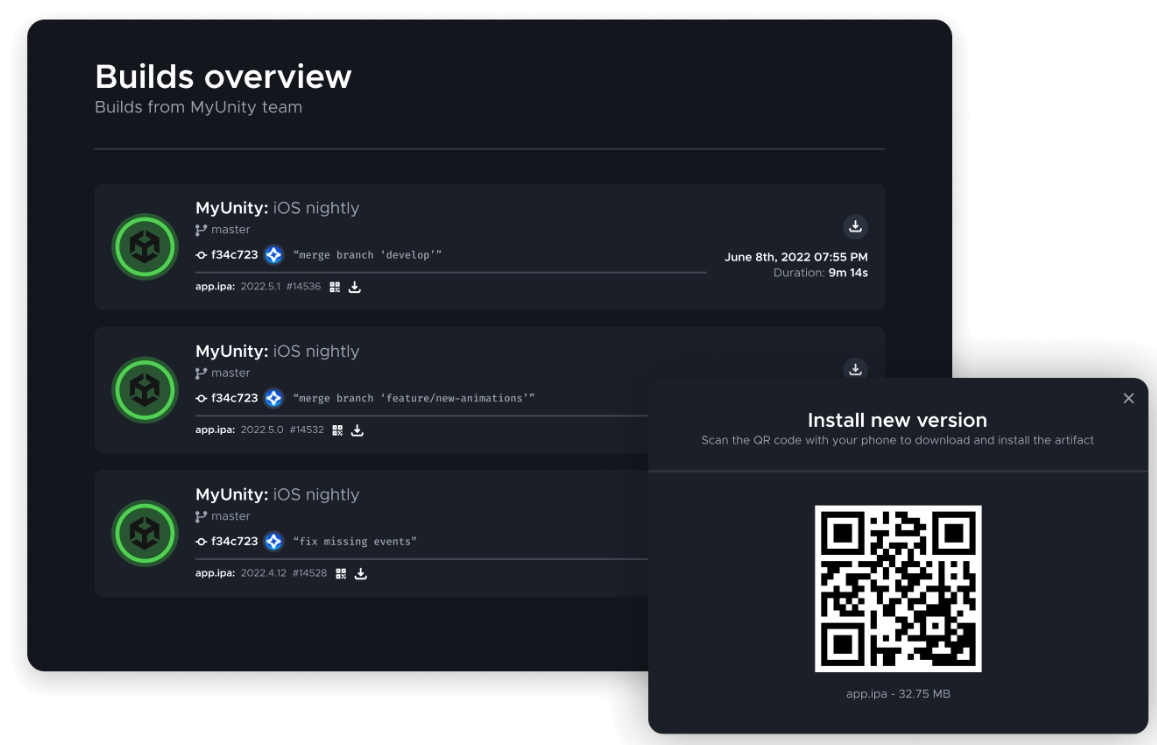 Builds overview
Builds from MyUnity team
MyUnity: iOS nightly
master
f34c723 “merge branch ‘develop’”
app.ipa: 2022.5.1 #14536
June 8th, 2022 07:55 PM
Duration: 9m 14s
MyUnity: iOS nightly
master
f34c723 “merge branch ‘feature/new-animations’”
app.ipa: 2022.5.0 #14532
MyUnity: iOS nightly
master
f34c723 “fix missing events”
app.ipa: 2022.4.12 #14528
Install new version
Scan the QR code with your phone to download and install the artifact
app.ipa - 32.75 MB